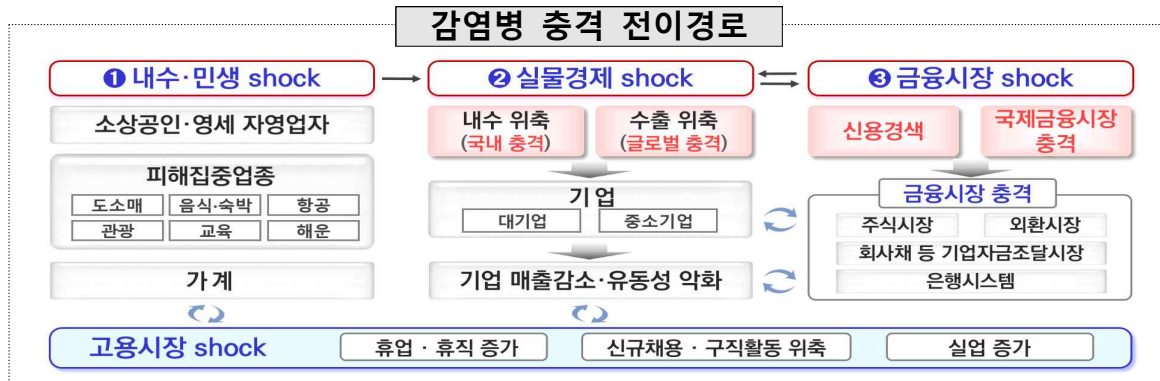 감염병 충격 전이경로
❶ 내수·민생 shock
소상공인·영세 자영업자
피해집중업종
도소매 음식·숙박 항공
관광 교육 해운
가계
❷ 실물경제 shock
내수 위축
(국내 충격)
수출 위축
(글로벌 충격)
기업
대기업 중소기업
기업 매출감소·유동성 악화
❸ 금융시장 shock
신용경색
국제금융시장
충격
금융시장 충격
주식시장 외환시장
회사채 등 기업자금조달시장
은행시스템
고용시장 shock
휴업 · 휴직 증가
신규채용 · 구직활동 위축
실업 증가